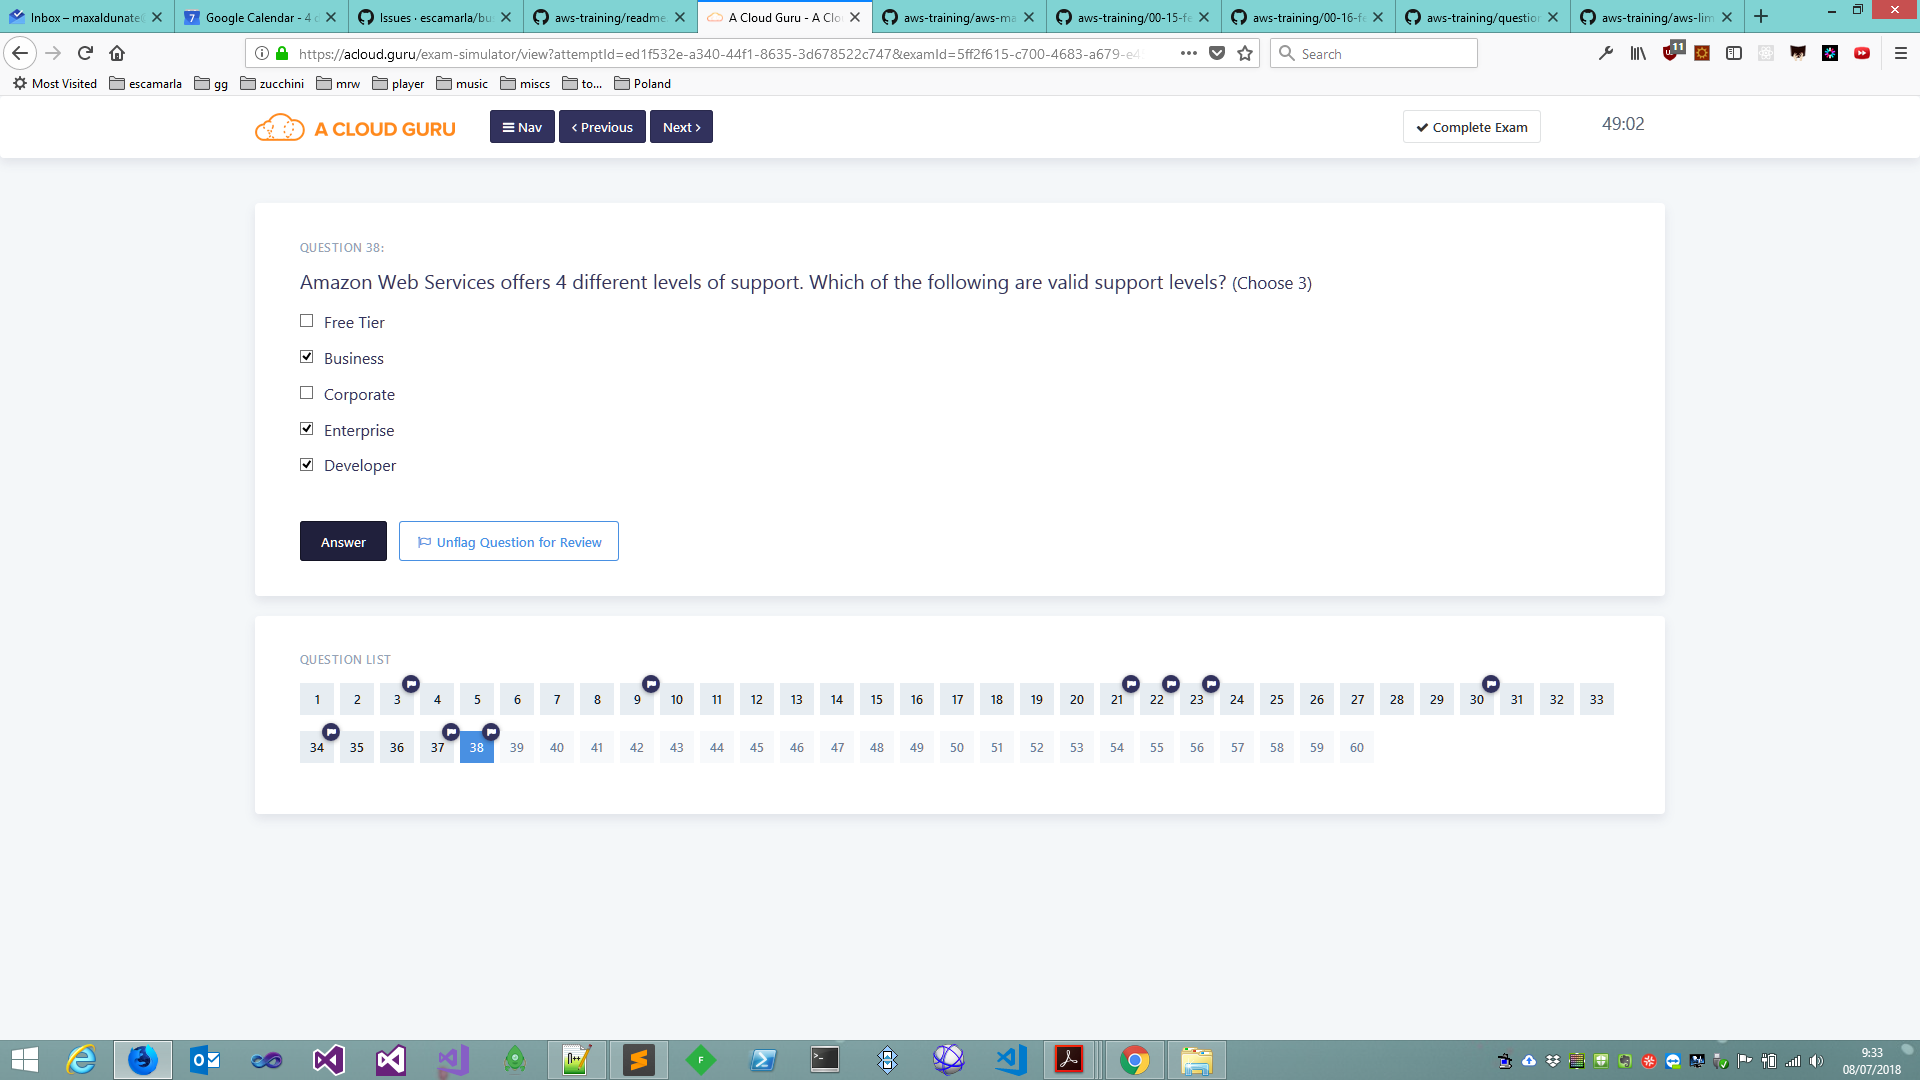 Inbox – maxaldunate
Google Calendar - 4
Issues · escamarla/bu
aws-training/readme.
A Cloud Guru - A Clo
aws-training/aws-ma
aws-training/00-15-fe
aws-training/00-16-fe
aws-training/question
aws-training/aws-lim
https://acloud.guru/exam-simulator/view?attemptId=ed1f532e-a340-44f1-8635-3d678522c747&examId=5ff2f615-c700-4683-a679-e4
Search
11
Most Visited
escamarla
gg
zucchini
mrw
player
music
miscs
to...
Poland
A CLOUD GURU
Nav
Previous
Next
Complete Exam
49:02
QUESTION 38:
Amazon Web Services offers 4 different levels of support. Which of the following are valid support levels? (Choose 3)
Free Tier
Business
Corporate
Enterprise
Developer
Answer
Unflag Question for Review
QUESTION LIST
1 2 3 4 5 6 7 8 9 10 11 12 13 14 15 16 17 18 19 20 21 22 23 24 25 26 27 28 29 30 31 32 33
34 35 36 37 38 39 40 41 42 43 44 45 46 47 48 49 50 51 52 53 54 55 56 57 58 59 60
9:33
08/07/2018